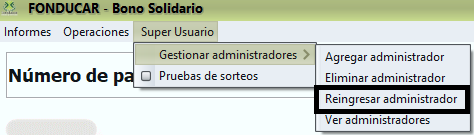 FONDUCAR - Bono Solidario
Informes Operaciones Super Usuario
Gestionar administradores
Pruebas de sorteos
Número de pa
Agregar administrador
Eliminar administrador
Reingresar administrador
Ver administradores